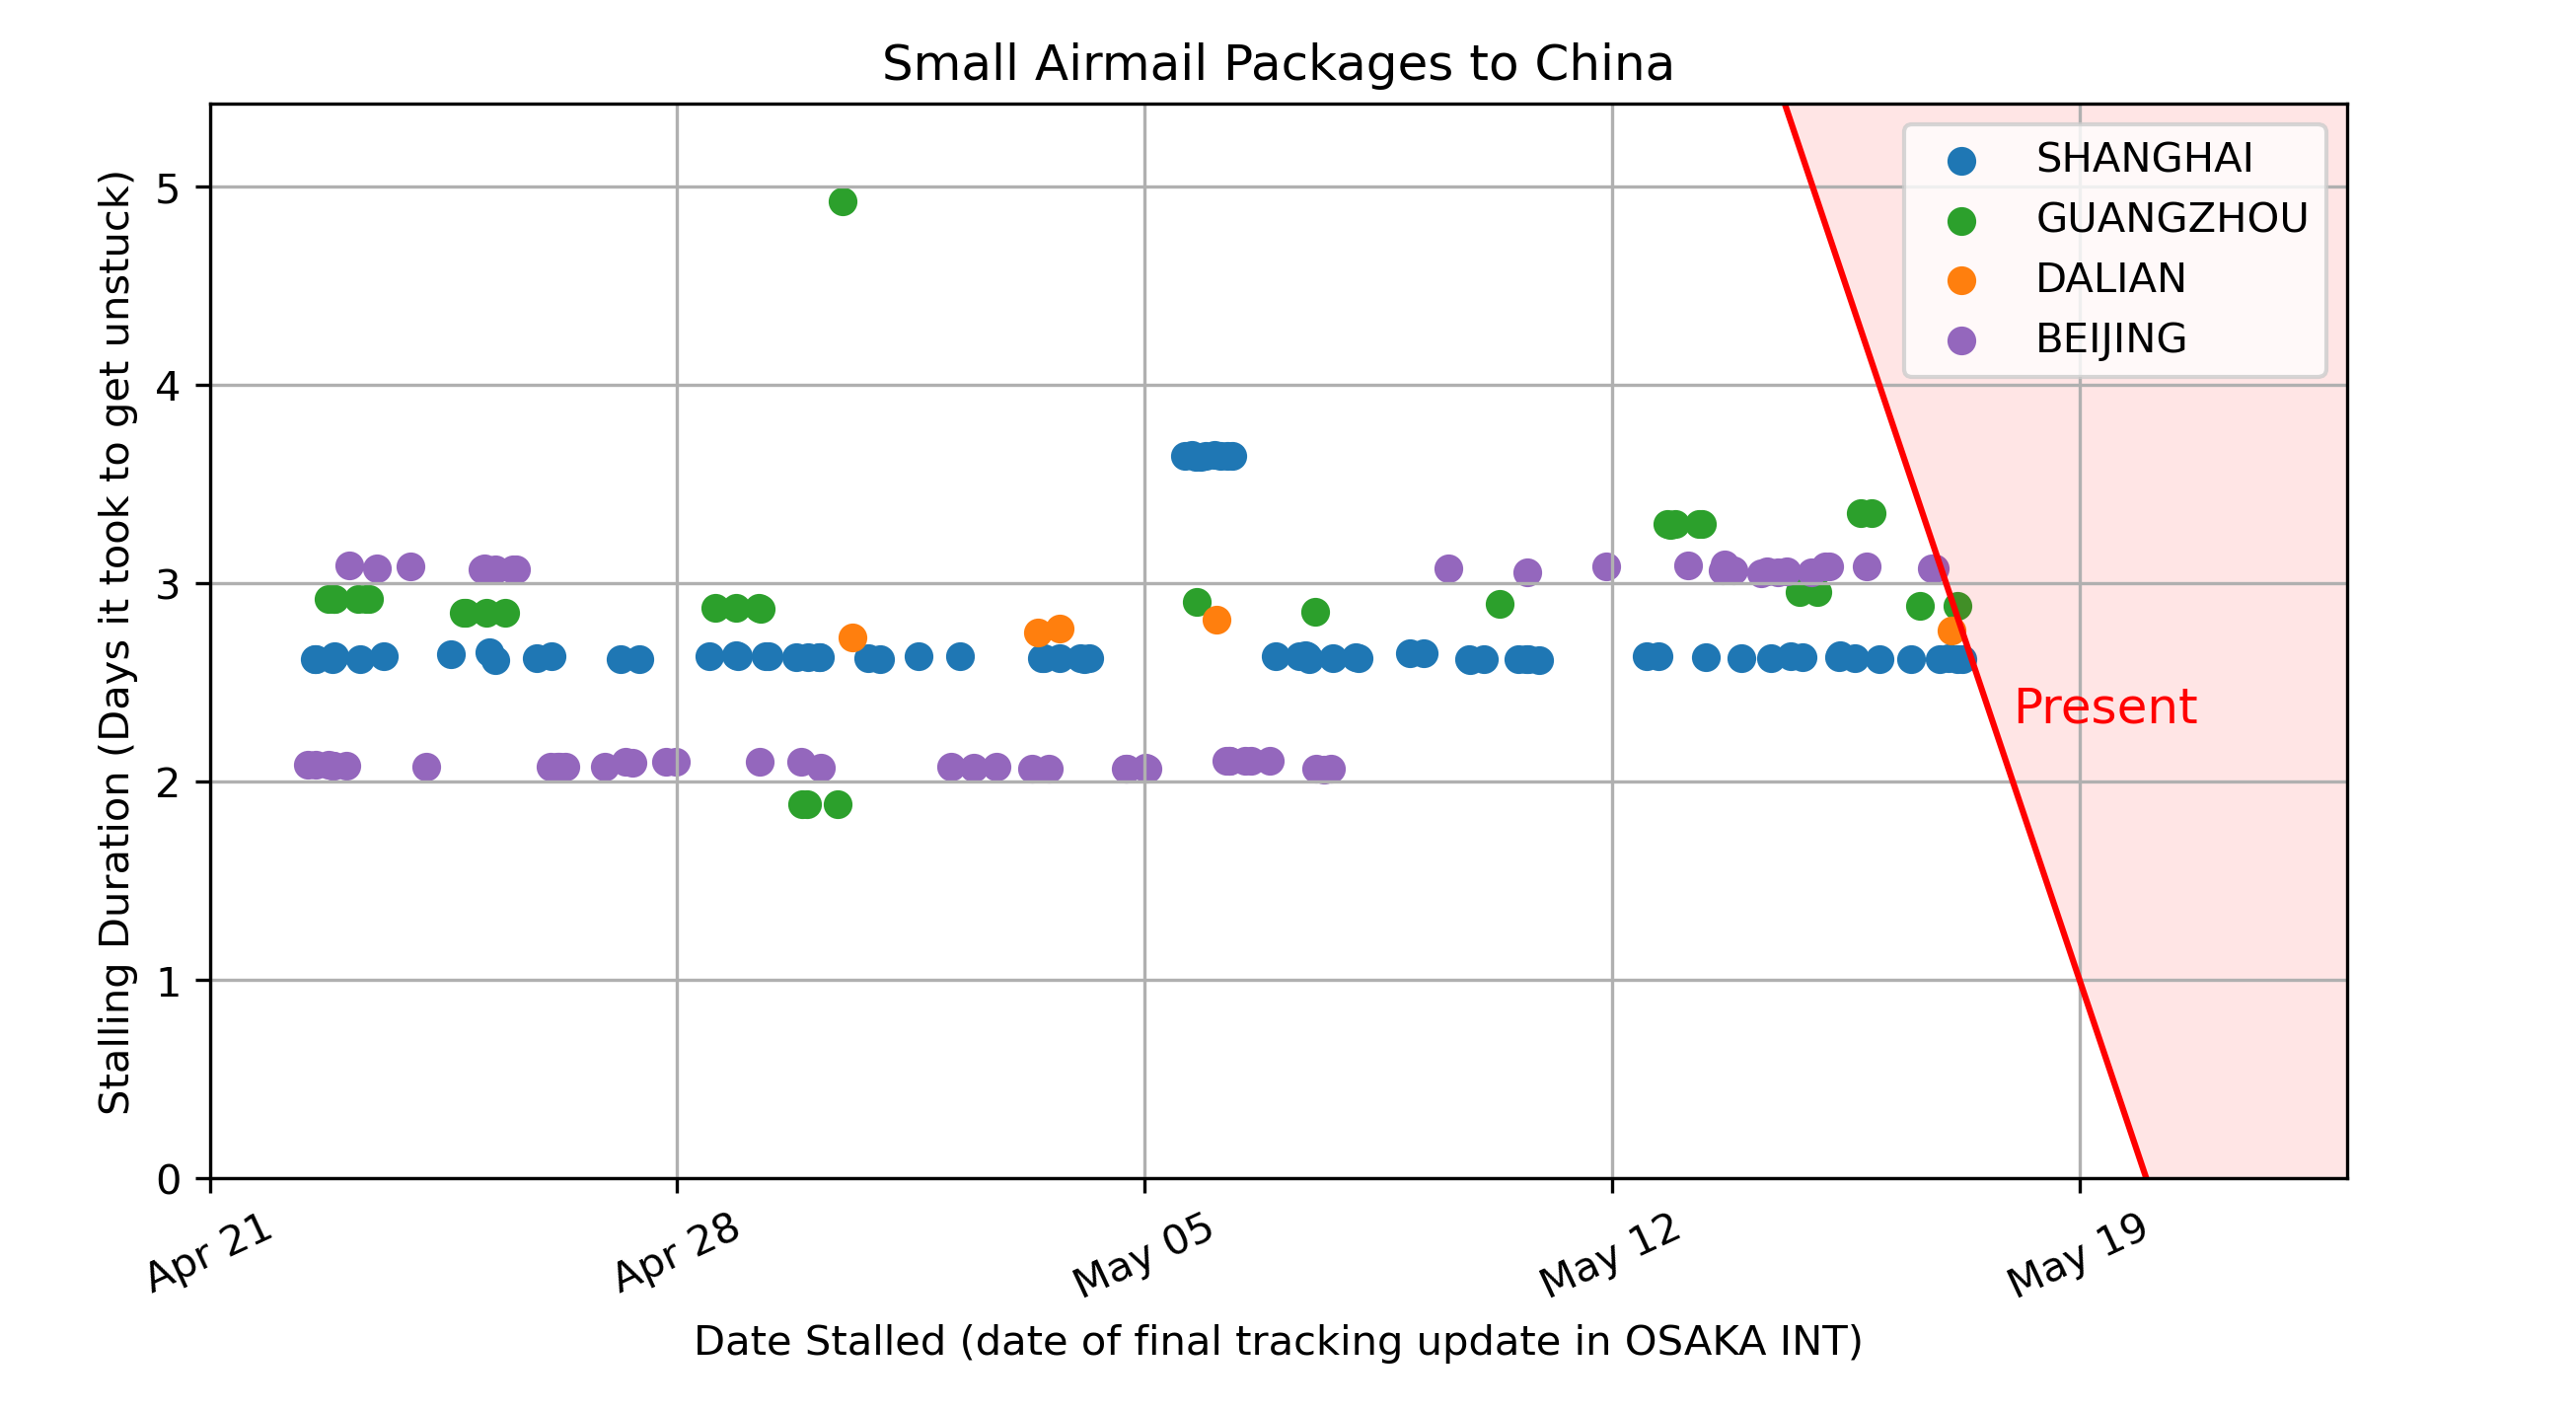 Small Airmail Packages to China
Stalling Duration (Days it took to get unstuck)
5
4
3
2
1
0
SHANGHAI
GUANGZHOU
DALIAN
BEIJING
Present
Apr 21
Apr 28
May 05
May 12
May 19
Date Stalled (date of final tracking update in OSAKA INT)